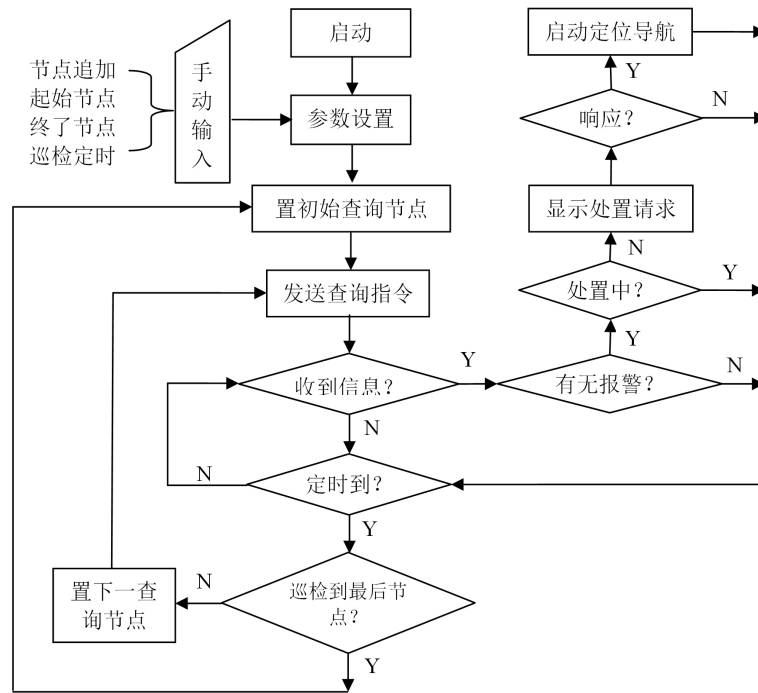 启动
启动定位导航
节点追加
起始节点
终了节点
巡检定时
手
动
输
入
参数设置
Y
响应？
N
置初始查询节点
显示处置请求
N
发送查询指令
处置中？
Y
Y
收到信息？
Y
有无报警？
N
N
定时到？
N
Y
置下一查
询节点
N
巡检到最后节
点？
Y